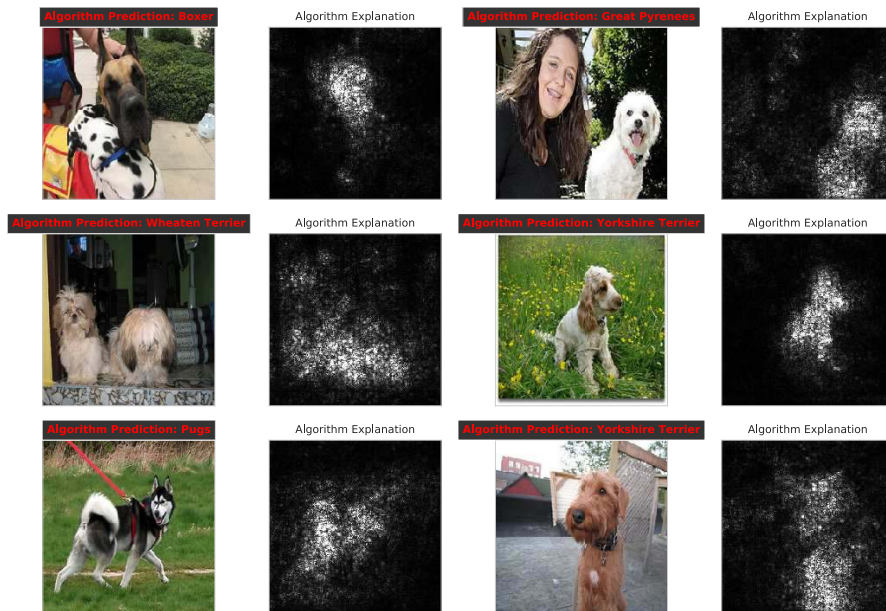 Algorithm Prediction: Boxer
Algorithm Explanation
Algorithm Prediction: Great Pyrenees
Algorithm Explanation
Algorithm Prediction: Wheaten Terrier
Algorithm Explanation
Algorithm Prediction: Yorkshire Terrier
Algorithm Explanation
Algorithm Prediction: Pugs
Algorithm Explanation
Algorithm Prediction: Yorkshire Terrier
Algorithm Explanation